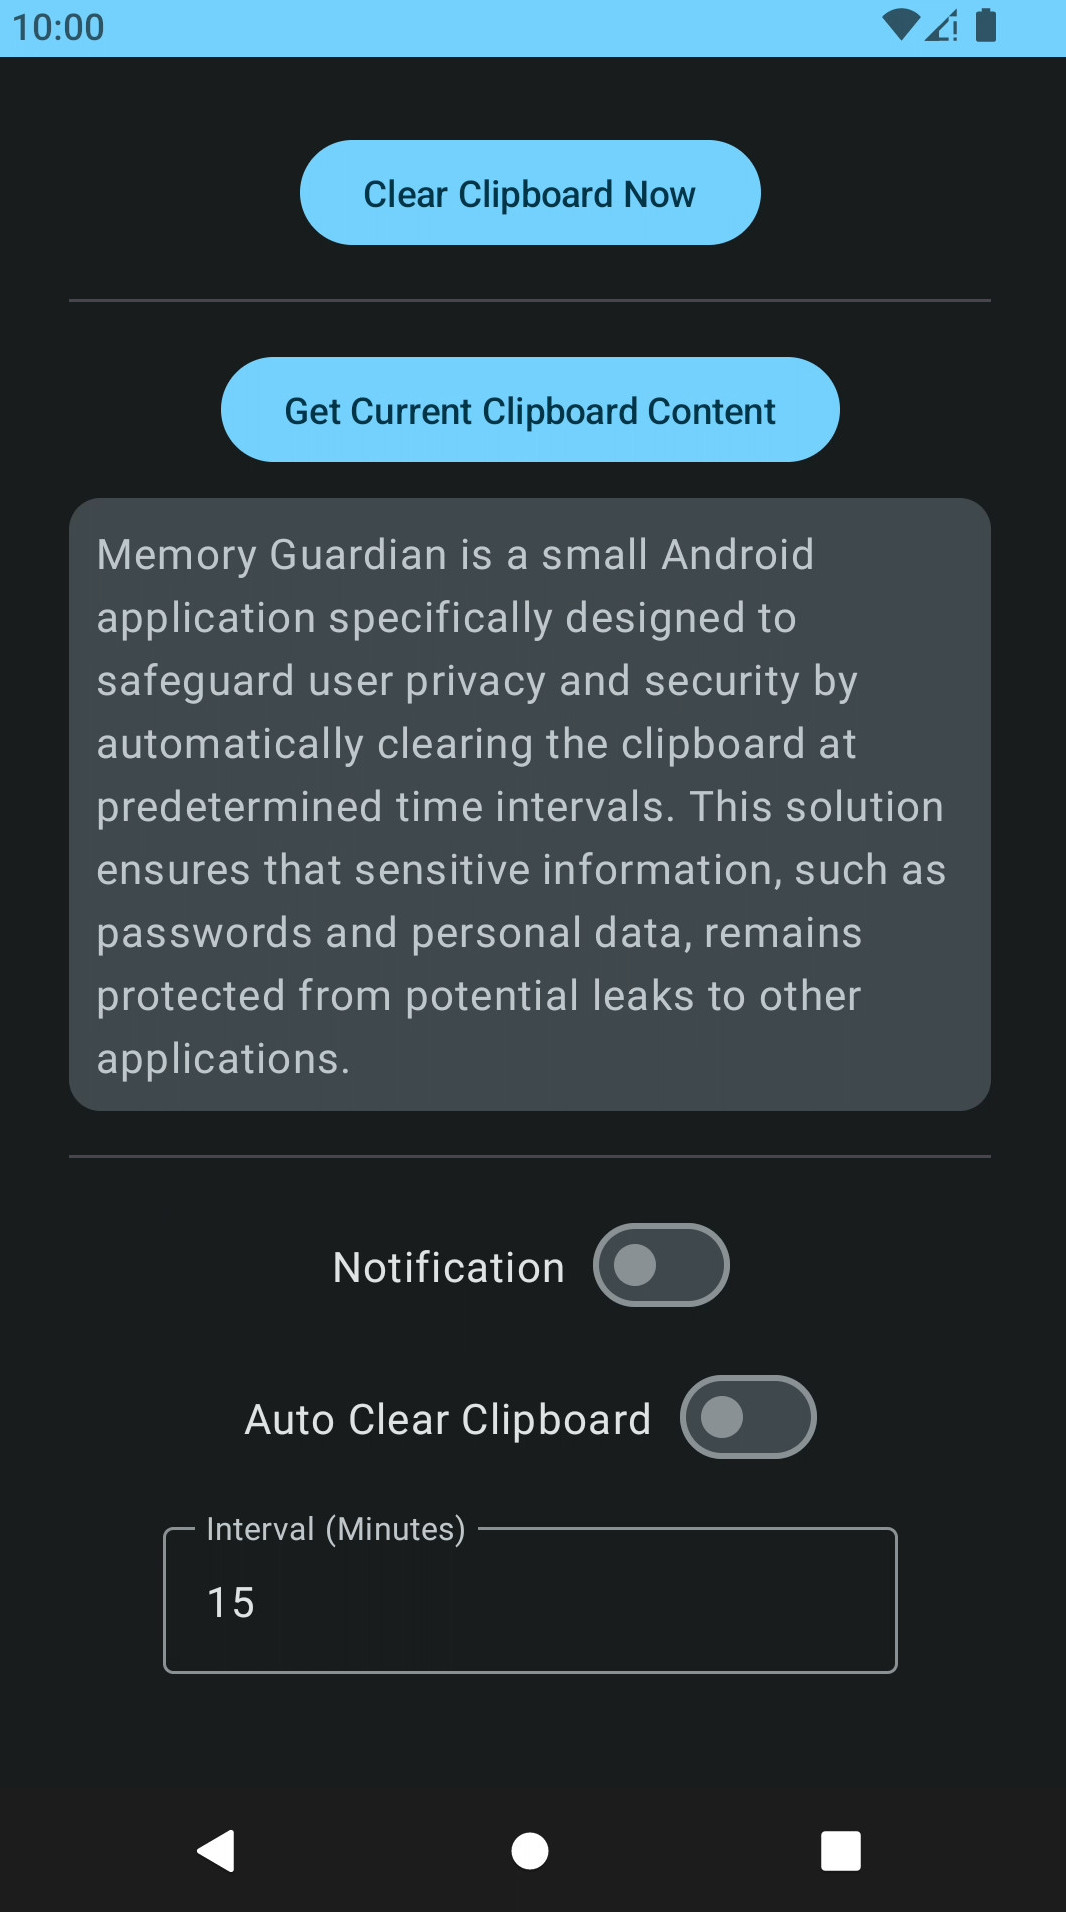 10:00
Clear Clipboard Now
Get Current Clipboard Content
Memory Guardian is a small Android
application specifically designed to
safeguard user privacy and security by
automatically clearing the clipboard at
predetermined time intervals. This solution
ensures that sensitive information, such as
passwords and personal data, remains
protected from potential leaks to other
applications.
Notification
Auto Clear Clipboard
Interval (Minutes)
15